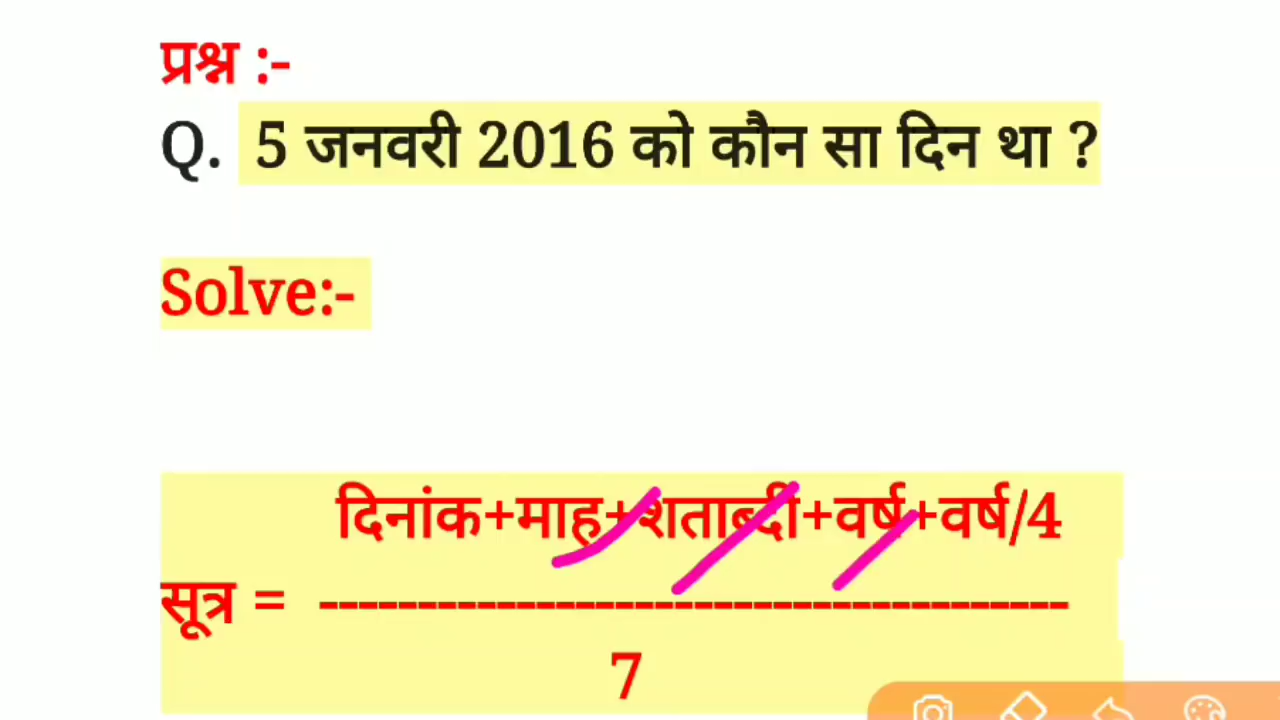 प्रश्न :-
Q. 5 जनवरी 2016 को कौन सा दिन था ?
Solve:-
दिनांक+माह+शताब्दी+वर्ष+वर्ष/4
सूत्र = --------------------------------------
7